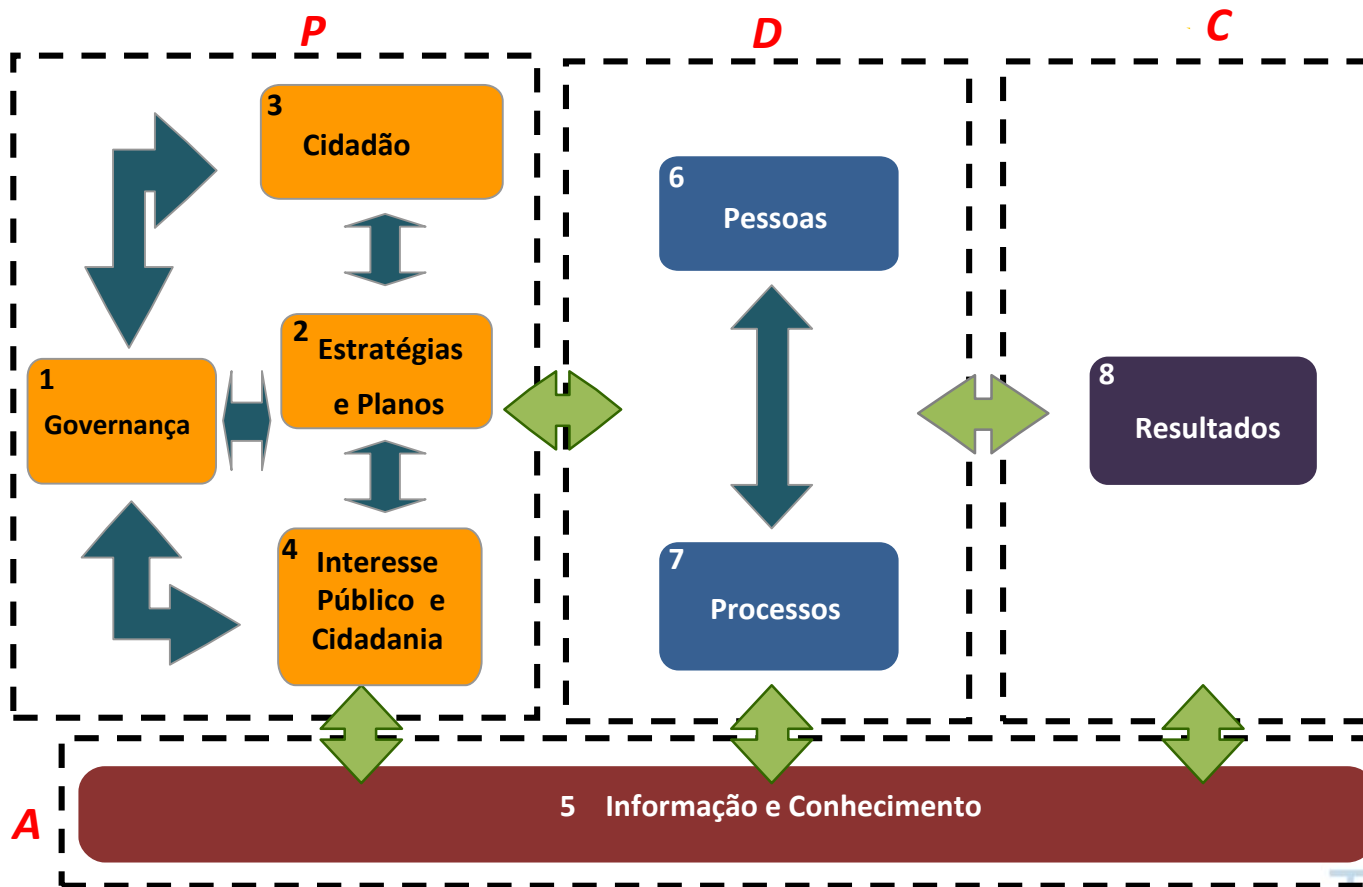 P
D
C
3
Cidadão
6
Pessoas
2
Estratégias
e Planos
1
Governança
8
Resultados
4
Interesse
Público e
Cidadania
7
Processos
A
5 Informação e Conhecimento